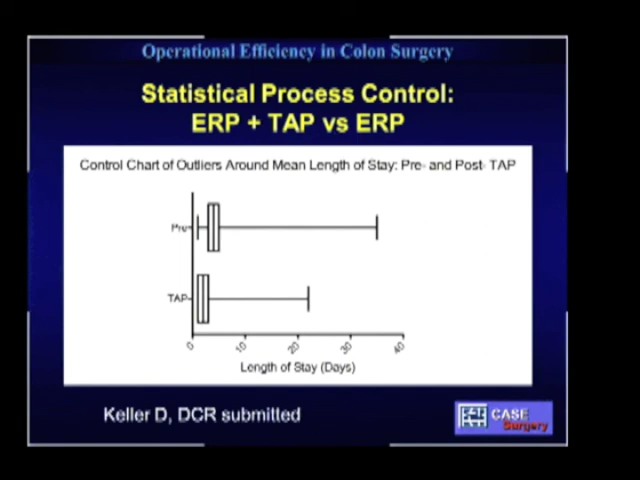 Operational Efficiency in Colon Surgery
Statistical Process Control:
ERP + TAP vs ERP
Control Chart of Outliers Around Mean Length of Stay: Pre- and Post- TAP
Pre
TAP
0 10 20 30 40
Length of Stay (Days)
Keller D, DCR submitted
CASE
Surgery